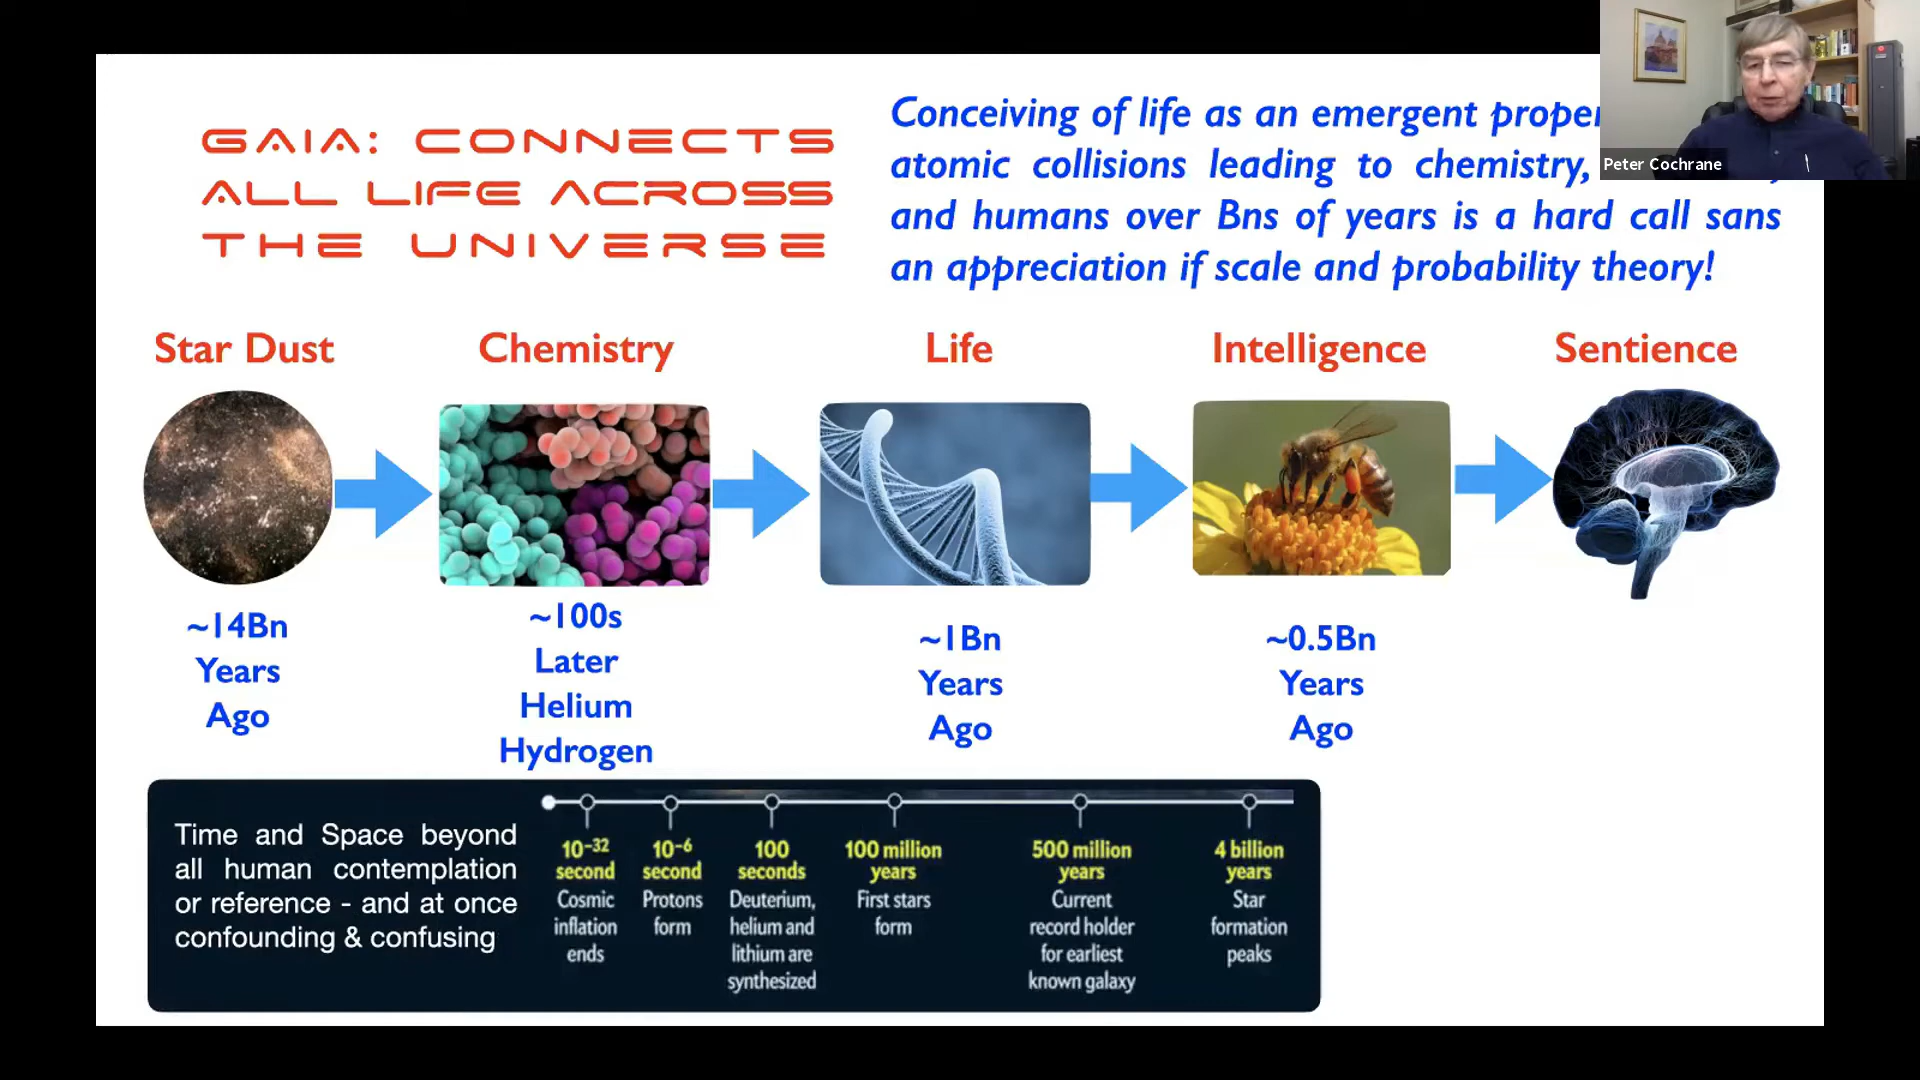 GAIA: CONNECTS
ALL LIFE ACROSS
THE UNIVERSE
Conceiving of life as an emergent
atomic collisions leading to chemistry,
and humans over Bns of years is a hard call sans
an appreciation if scale and probability theory!
Peter Cochrane
Star Dust
Chemistry
Life
Intelligence
Sentience
~14Bn
Years
Ago
~100s
Later
Helium
Hydrogen
~1Bn
Years
Ago
~0.5Bn
Years
Ago
Time and Space beyond
all human contemplation
or reference - and at once
confounding & confusing
10⁻³²
second
Cosmic
inflation
ends
10⁻⁶
second
Protons
form
100
seconds
Deuterium,
helium and
lithium are
synthesized
100 million
years
First stars
form
500 million
years
Current
record holder
for earliest
known galaxy
4 billion
years
Star
formation
peaks